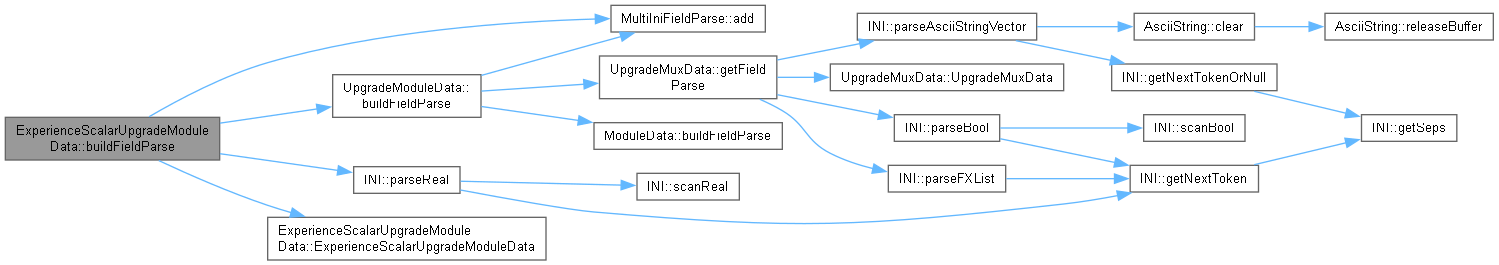 ExperienceScalarUpgradeModule
Data::buildFieldParse
MultiIniFieldParse::add
UpgradeModuleData::
buildFieldParse
INI::parseReal
ExperienceScalarUpgradeModule
Data::ExperienceScalarUpgradeModuleData
UpgradeMuxData::getField
Parse
ModuleData::buildFieldParse
INI::scanReal
INI::parseAsciiStringVector
UpgradeMuxData::UpgradeMuxData
INI::parseBool
INI::parseFXList
AsciiString::clear
INI::getNextTokenOrNull
INI::scanBool
INI::getNextToken
AsciiString::releaseBuffer
INI::getSeps